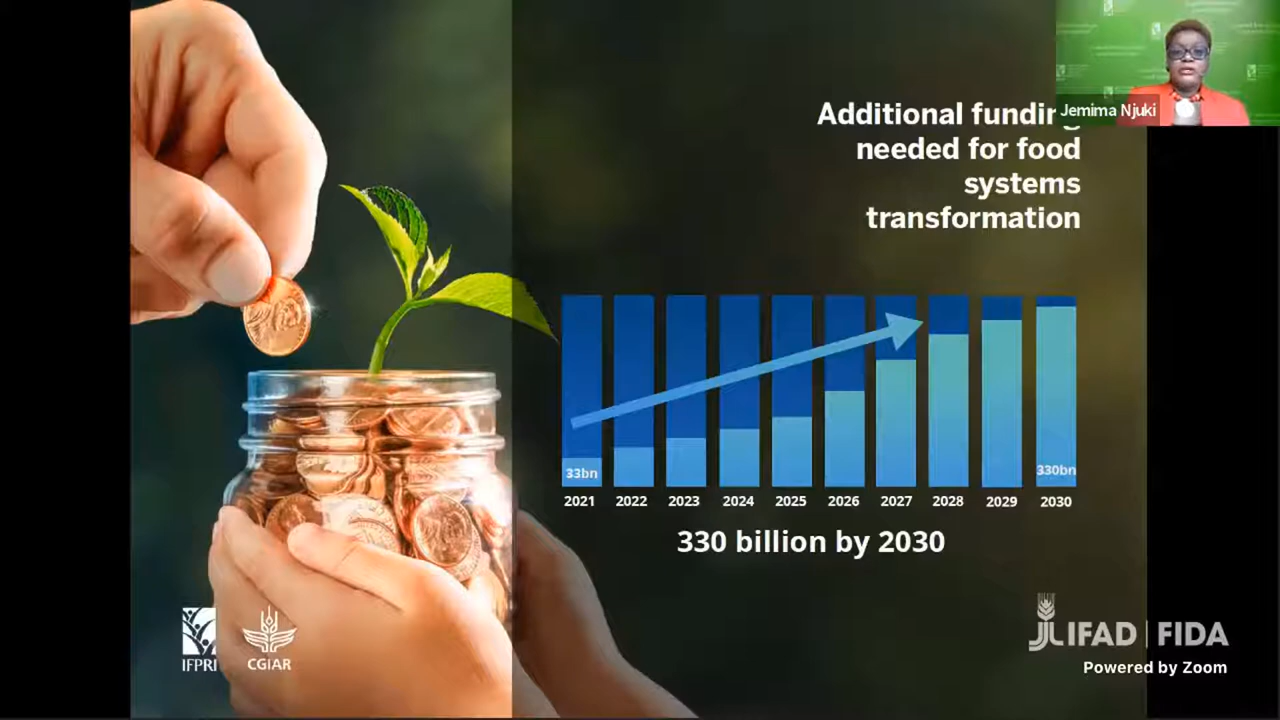 Jemima Njuki
Additional funding
needed for food
systems
transformation
33bn
330bn
2021 2022 2023 2024 2025 2026 2027 2028 2029 2030
330 billion by 2030
IFPRI
CGIAR
IFAD FIDA
Powered by Zoom